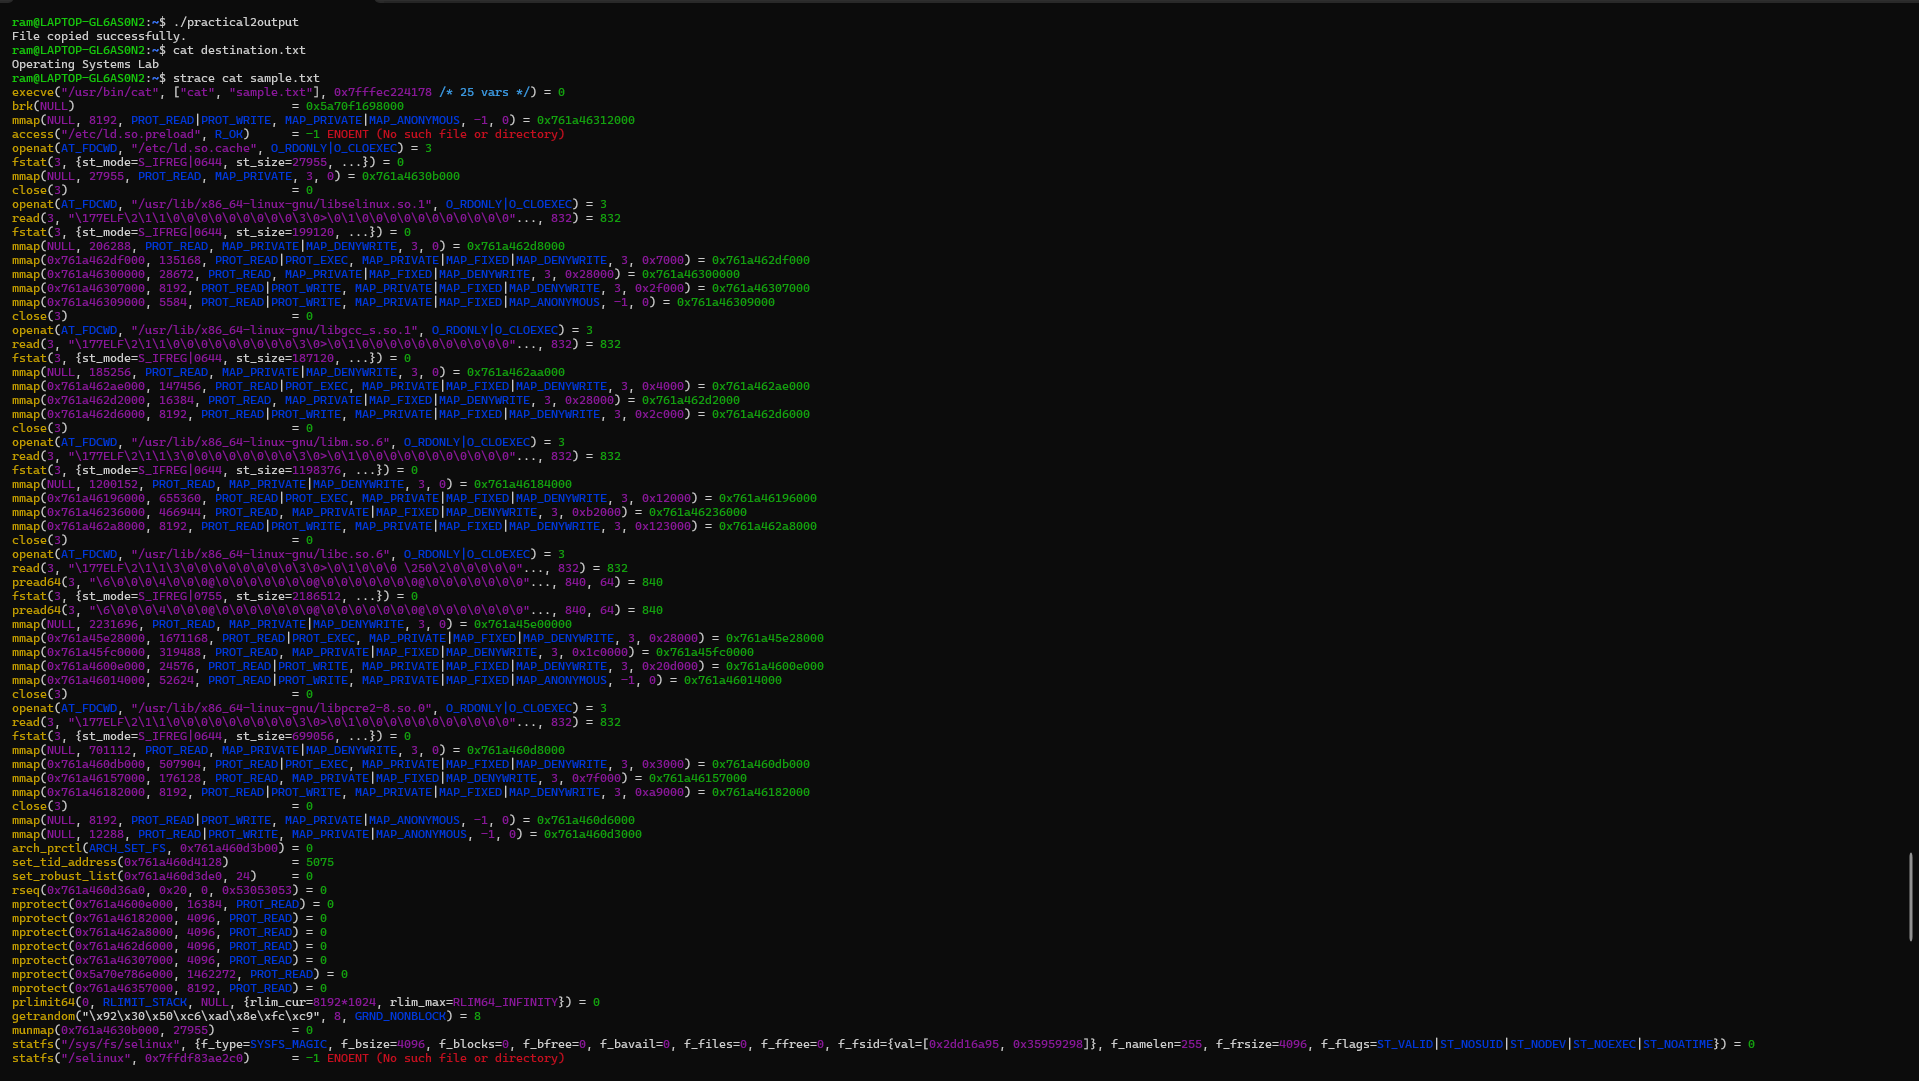 ram@LAPTOP-GL6AS0N2:~$ ./practical2output
File copied successfully.
ram@LAPTOP-GL6AS0N2:~$ cat destination.txt
Operating Systems Lab
ram@LAPTOP-GL6AS0N2:~$ strace cat sample.txt
execve("/usr/bin/cat", ["cat", "sample.txt"], 0x7fffec224178 /* 25 vars */) = 0
brk(NULL)                               = 0x5a70f1698000
mmap(NULL, 8192, PROT_READ|PROT_WRITE, MAP_PRIVATE|MAP_ANONYMOUS, -1, 0) = 0x761a46312000
access("/etc/ld.so.preload", R_OK)      = -1 ENOENT (No such file or directory)
openat(AT_FDCWD, "/etc/ld.so.cache", O_RDONLY|O_CLOEXEC) = 3
fstat(3, {st_mode=S_IFREG|0644, st_size=27955, ...}) = 0
mmap(NULL, 27955, PROT_READ, MAP_PRIVATE, 3, 0) = 0x761a4630b000
close(3)                                = 0
openat(AT_FDCWD, "/usr/lib/x86_64-linux-gnu/libselinux.so.1", O_RDONLY|O_CLOEXEC) = 3
read(3, "\177ELF\2\1\1\0\0\0\0\0\0\0\0\0\3\0>\0\1\0\0\0\0\0\0\0\0\0\0\0"..., 832) = 832
fstat(3, {st_mode=S_IFREG|0644, st_size=199120, ...}) = 0
mmap(NULL, 206288, PROT_READ, MAP_PRIVATE|MAP_DENYWRITE, 3, 0) = 0x761a462d8000
mmap(0x761a462df000, 135168, PROT_READ|PROT_EXEC, MAP_PRIVATE|MAP_FIXED|MAP_DENYWRITE, 3, 0x7000) = 0x761a462df000
mmap(0x761a46300000, 28672, PROT_READ, MAP_PRIVATE|MAP_FIXED|MAP_DENYWRITE, 3, 0x28000) = 0x761a46300000
mmap(0x761a46307000, 8192, PROT_READ|PROT_WRITE, MAP_PRIVATE|MAP_FIXED|MAP_DENYWRITE, 3, 0x2f000) = 0x761a46307000
mmap(0x761a46309000, 5584, PROT_READ|PROT_WRITE, MAP_PRIVATE|MAP_FIXED|MAP_ANONYMOUS, -1, 0) = 0x761a46309000
close(3)                                = 0
openat(AT_FDCWD, "/usr/lib/x86_64-linux-gnu/libgcc_s.so.1", O_RDONLY|O_CLOEXEC) = 3
read(3, "\177ELF\2\1\1\0\0\0\0\0\0\0\0\0\3\0>\0\1\0\0\0\0\0\0\0\0\0\0\0"..., 832) = 832
fstat(3, {st_mode=S_IFREG|0644, st_size=187120, ...}) = 0
mmap(NULL, 185256, PROT_READ, MAP_PRIVATE|MAP_DENYWRITE, 3, 0) = 0x761a462aa000
mmap(0x761a462ae000, 147456, PROT_READ|PROT_EXEC, MAP_PRIVATE|MAP_FIXED|MAP_DENYWRITE, 3, 0x4000) = 0x761a462ae000
mmap(0x761a462d2000, 16384, PROT_READ, MAP_PRIVATE|MAP_FIXED|MAP_DENYWRITE, 3, 0x28000) = 0x761a462d2000
mmap(0x761a462d6000, 8192, PROT_READ|PROT_WRITE, MAP_PRIVATE|MAP_FIXED|MAP_DENYWRITE, 3, 0x2c000) = 0x761a462d6000
close(3)                                = 0
openat(AT_FDCWD, "/usr/lib/x86_64-linux-gnu/libm.so.6", O_RDONLY|O_CLOEXEC) = 3
read(3, "\177ELF\2\1\1\3\0\0\0\0\0\0\0\0\3\0>\0\1\0\0\0\0\0\0\0\0\0\0\0"..., 832) = 832
fstat(3, {st_mode=S_IFREG|0644, st_size=1198376, ...}) = 0
mmap(NULL, 1200152, PROT_READ, MAP_PRIVATE|MAP_DENYWRITE, 3, 0) = 0x761a46184000
mmap(0x761a46196000, 655360, PROT_READ|PROT_EXEC, MAP_PRIVATE|MAP_FIXED|MAP_DENYWRITE, 3, 0x12000) = 0x761a46196000
mmap(0x761a46236000, 466944, PROT_READ, MAP_PRIVATE|MAP_FIXED|MAP_DENYWRITE, 3, 0xb2000) = 0x761a46236000
mmap(0x761a462a8000, 8192, PROT_READ|PROT_WRITE, MAP_PRIVATE|MAP_FIXED|MAP_DENYWRITE, 3, 0x123000) = 0x761a462a8000
close(3)                                = 0
openat(AT_FDCWD, "/usr/lib/x86_64-linux-gnu/libc.so.6", O_RDONLY|O_CLOEXEC) = 3
read(3, "\177ELF\2\1\1\3\0\0\0\0\0\0\0\0\3\0>\0\1\0\0\0 \250\2\0\0\0\0\0"..., 832) = 832
pread64(3, "\6\0\0\0\4\0\0\0@\0\0\0\0\0\0\0@\0\0\0\0\0\0\0@\0\0\0\0\0\0\0"..., 840, 64) = 840
fstat(3, {st_mode=S_IFREG|0755, st_size=2186512, ...}) = 0
pread64(3, "\6\0\0\0\4\0\0\0@\0\0\0\0\0\0\0@\0\0\0\0\0\0\0@\0\0\0\0\0\0\0"..., 840, 64) = 840
mmap(NULL, 2231696, PROT_READ, MAP_PRIVATE|MAP_DENYWRITE, 3, 0) = 0x761a45e00000
mmap(0x761a45e28000, 1671168, PROT_READ|PROT_EXEC, MAP_PRIVATE|MAP_FIXED|MAP_DENYWRITE, 3, 0x28000) = 0x761a45e28000
mmap(0x761a45fc0000, 319488, PROT_READ, MAP_PRIVATE|MAP_FIXED|MAP_DENYWRITE, 3, 0x1c0000) = 0x761a45fc0000
mmap(0x761a4600e000, 24576, PROT_READ|PROT_WRITE, MAP_PRIVATE|MAP_FIXED|MAP_DENYWRITE, 3, 0x20d000) = 0x761a4600e000
mmap(0x761a46014000, 52624, PROT_READ|PROT_WRITE, MAP_PRIVATE|MAP_FIXED|MAP_ANONYMOUS, -1, 0) = 0x761a46014000
close(3)                                = 0
openat(AT_FDCWD, "/usr/lib/x86_64-linux-gnu/libpcre2-8.so.0", O_RDONLY|O_CLOEXEC) = 3
read(3, "\177ELF\2\1\1\0\0\0\0\0\0\0\0\0\3\0>\0\1\0\0\0\0\0\0\0\0\0\0\0"..., 832) = 832
fstat(3, {st_mode=S_IFREG|0644, st_size=699056, ...}) = 0
mmap(NULL, 701112, PROT_READ, MAP_PRIVATE|MAP_DENYWRITE, 3, 0) = 0x761a460d8000
mmap(0x761a460db000, 507904, PROT_READ|PROT_EXEC, MAP_PRIVATE|MAP_FIXED|MAP_DENYWRITE, 3, 0x3000) = 0x761a460db000
mmap(0x761a46157000, 176128, PROT_READ, MAP_PRIVATE|MAP_FIXED|MAP_DENYWRITE, 3, 0x7f000) = 0x761a46157000
mmap(0x761a46182000, 8192, PROT_READ|PROT_WRITE, MAP_PRIVATE|MAP_FIXED|MAP_DENYWRITE, 3, 0xa9000) = 0x761a46182000
close(3)                                = 0
mmap(NULL, 8192, PROT_READ|PROT_WRITE, MAP_PRIVATE|MAP_ANONYMOUS, -1, 0) = 0x761a460d6000
mmap(NULL, 12288, PROT_READ|PROT_WRITE, MAP_PRIVATE|MAP_ANONYMOUS, -1, 0) = 0x761a460d3000
arch_prctl(ARCH_SET_FS, 0x761a460d3b00) = 0
set_tid_address(0x761a460d4128)         = 5075
set_robust_list(0x761a460d3de0, 24)     = 0
rseq(0x761a460d36a0, 0x20, 0, 0x53053053) = 0
mprotect(0x761a4600e000, 16384, PROT_READ) = 0
mprotect(0x761a46182000, 4096, PROT_READ) = 0
mprotect(0x761a462a8000, 4096, PROT_READ) = 0
mprotect(0x761a462d6000, 4096, PROT_READ) = 0
mprotect(0x761a46307000, 4096, PROT_READ) = 0
mprotect(0x5a70e786e000, 1462272, PROT_READ) = 0
mprotect(0x761a46357000, 8192, PROT_READ) = 0
prlimit64(0, RLIMIT_STACK, NULL, {rlim_cur=8192*1024, rlim_max=RLIM64_INFINITY}) = 0
getrandom("\x92\x30\x50\xc6\xad\x8e\xfc\xc9", 8, GRND_NONBLOCK) = 8
munmap(0x761a4630b000, 27955)           = 0
statfs("/sys/fs/selinux", {f_type=SYSFS_MAGIC, f_bsize=4096, f_blocks=0, f_bfree=0, f_bavail=0, f_files=0, f_ffree=0, f_fsid={val=[0x2dd16a95, 0x35959298]}, f_namelen=255, f_frsize=4096, f_flags=ST_VALID|ST_NOSUID|ST_NODEV|ST_NOEXEC|ST_NOATIME}) = 0
statfs("/selinux", 0x7ffdf83ae2c0)      = -1 ENOENT (No such file or directory)